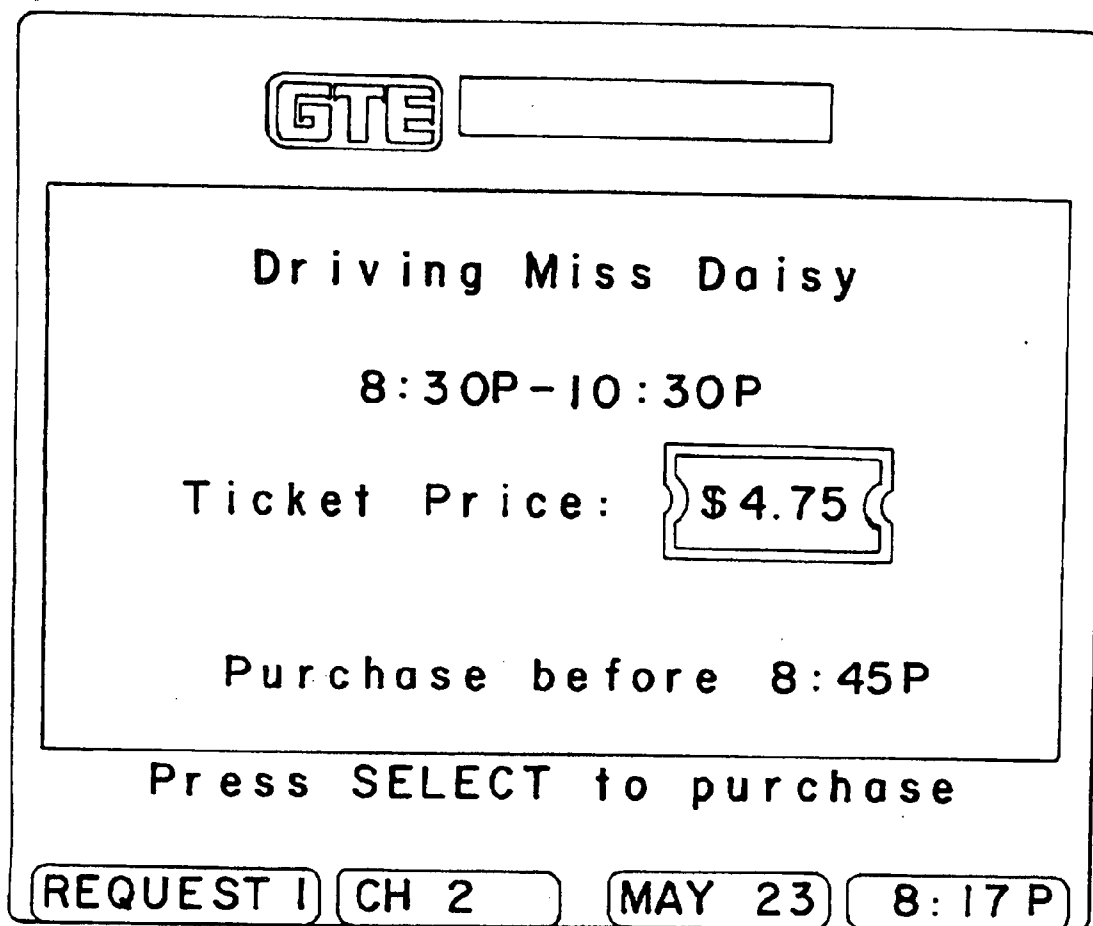 GTE
Driving Miss Daisy
8:30P-10:30P
Ticket Price: $4.75
Purchase before 8:45P
Press SELECT to purchase
REQUEST 1 CH 2 MAY 23 8:17P